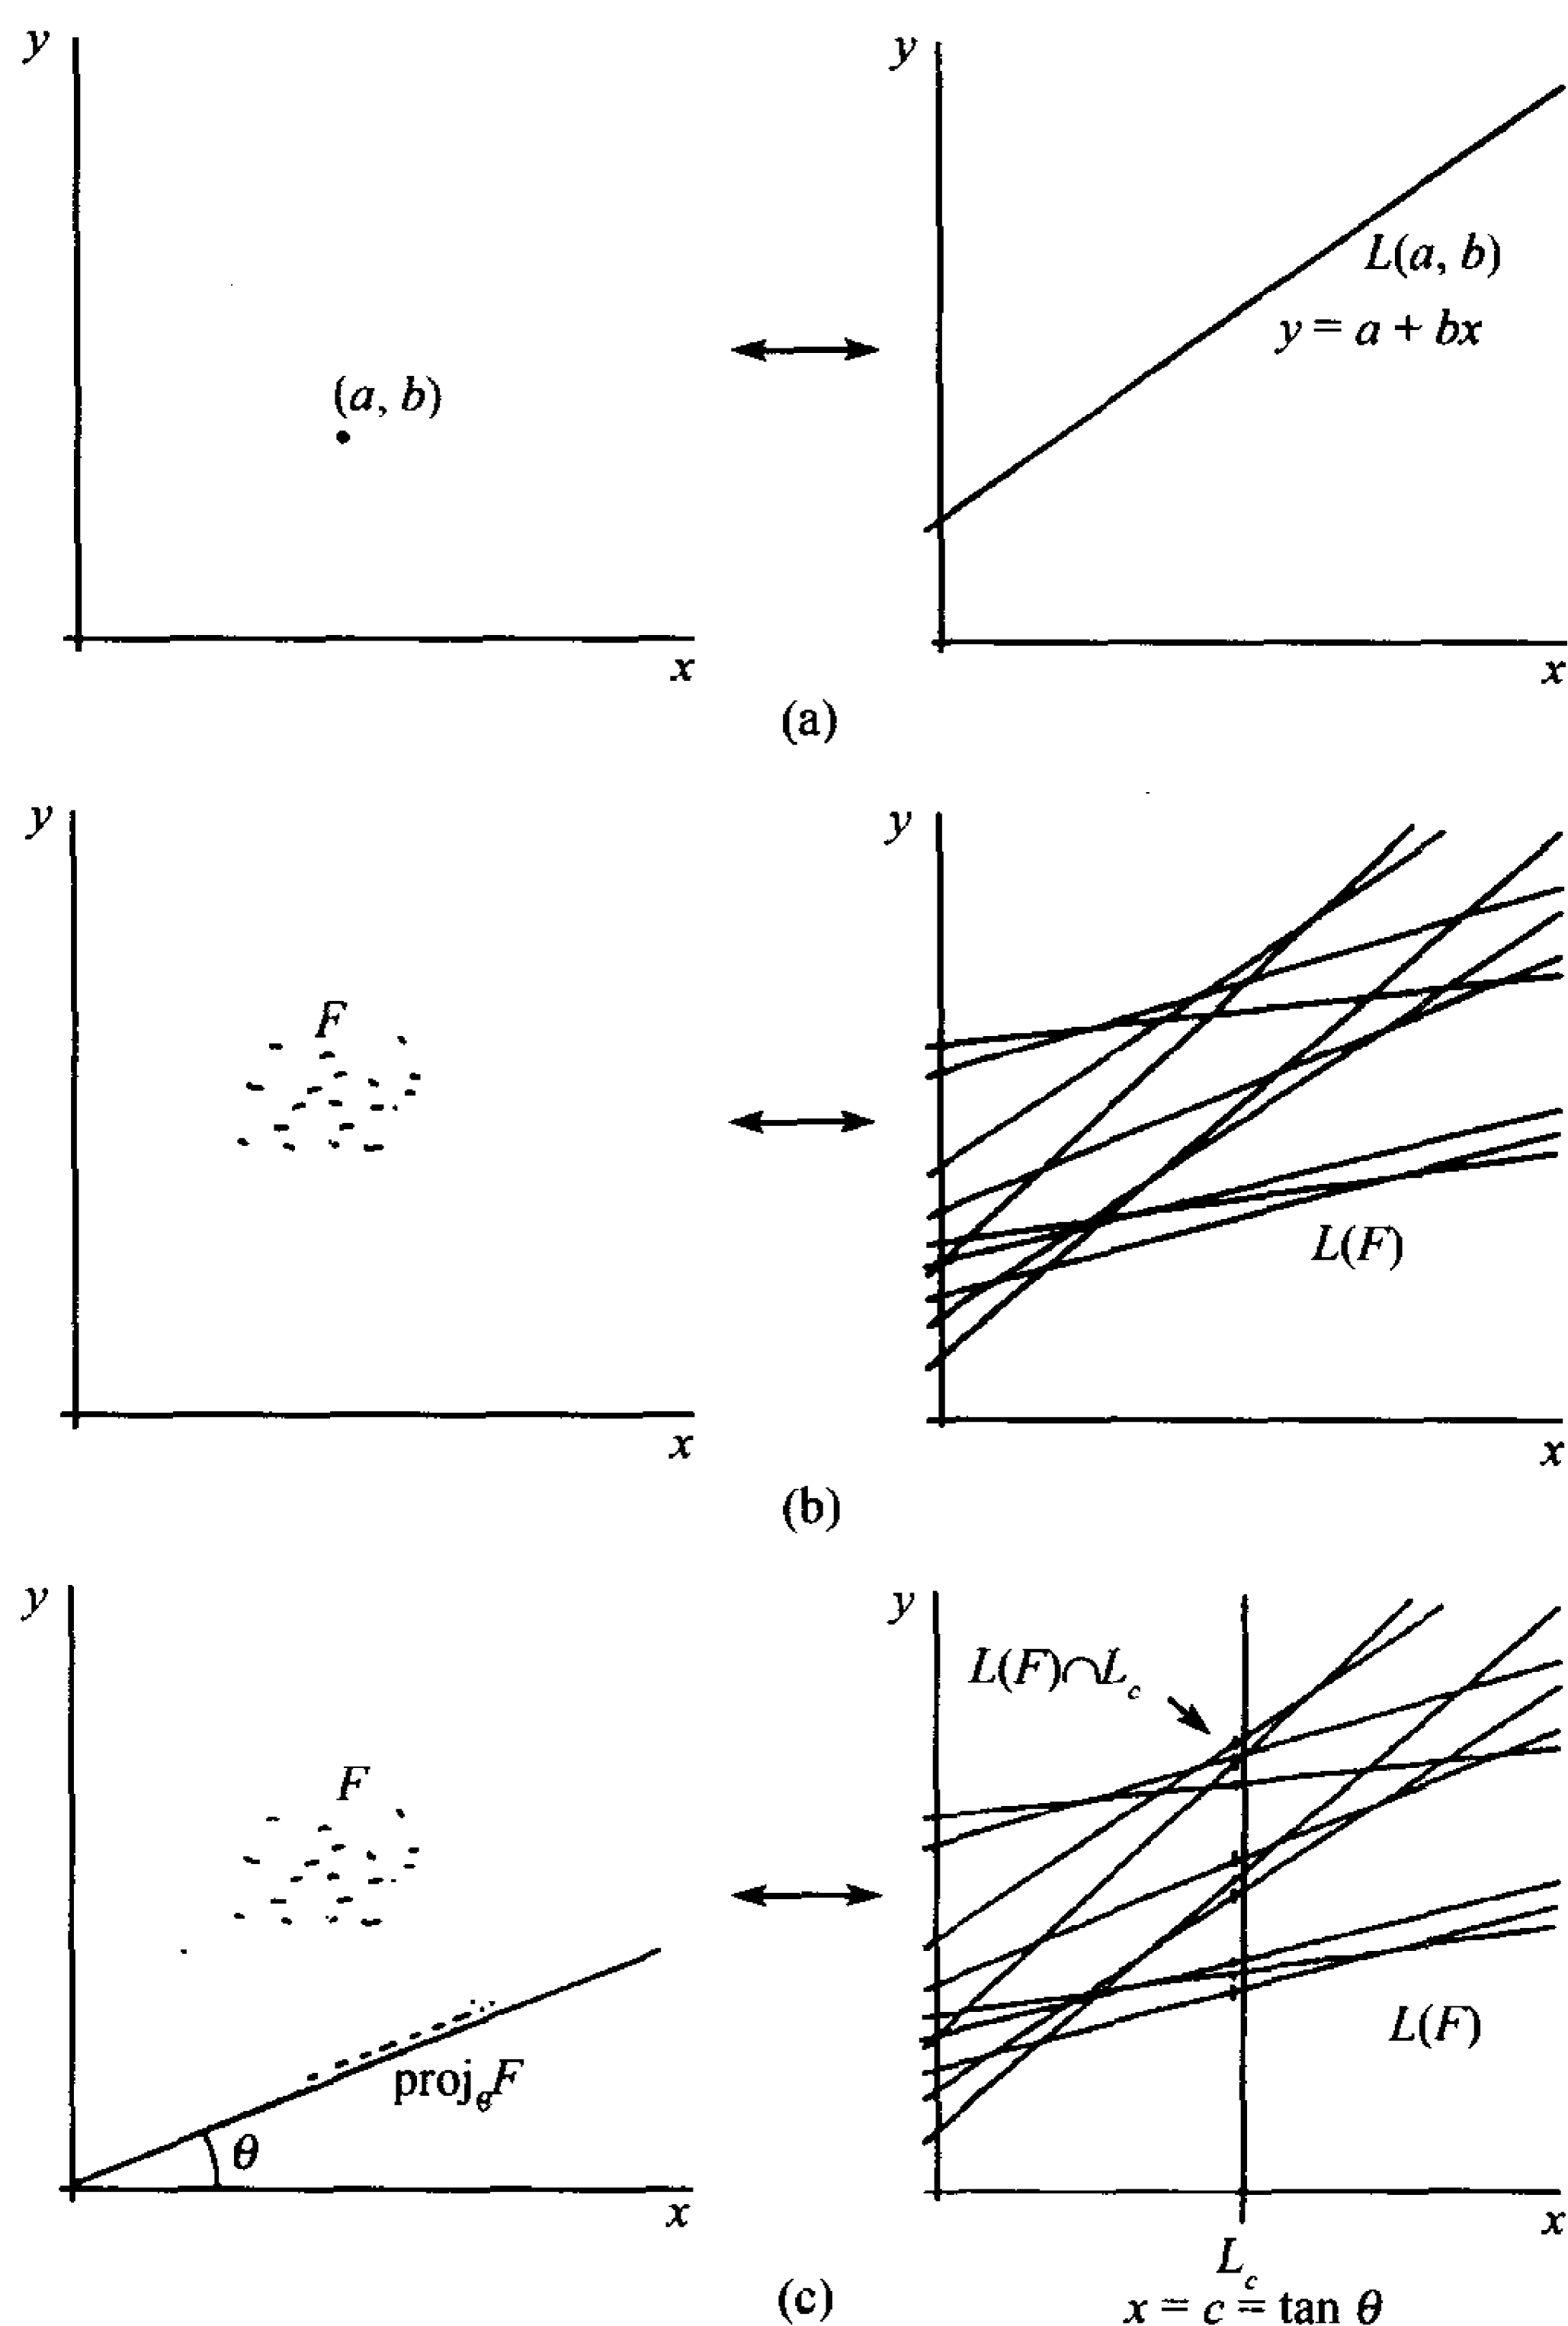 y
y
L(a, b)
y = a + bx
(a, b)
x
x
(a)
y
y
F
L(F)
x
x
(b)
y
y
L(F)∩L_c
F
L(F)
proj_θF
θ
x
x
L_c
(c)
x = c = tan θ